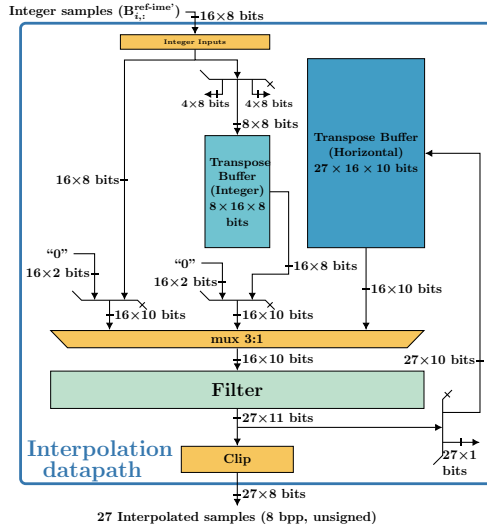 Integer samples (B_{i,:}^{ref-ime'})
16×8 bits
Integer Inputs
4×8 bits
4×8 bits
8×8 bits
Transpose
Buffer
(Integer)
8×16×8
bits
Transpose Buffer
(Horizontal)
27×16×10 bits
16×8 bits
"0"
16×2 bits
"0"
16×2 bits
16×8 bits
16×10 bits
16×10 bits
16×10 bits
mux 3:1
16×10 bits
27×10 bits
Filter
27×11 bits
Clip
27×1
bits
Interpolation
datapath
27×8 bits
27 Interpolated samples (8 bpp, unsigned)